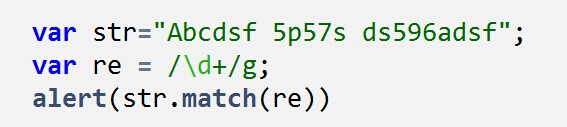 var str="Abcdsf 5p57s ds596adsf";
var re = /\d+/g;
alert(str.match(re))